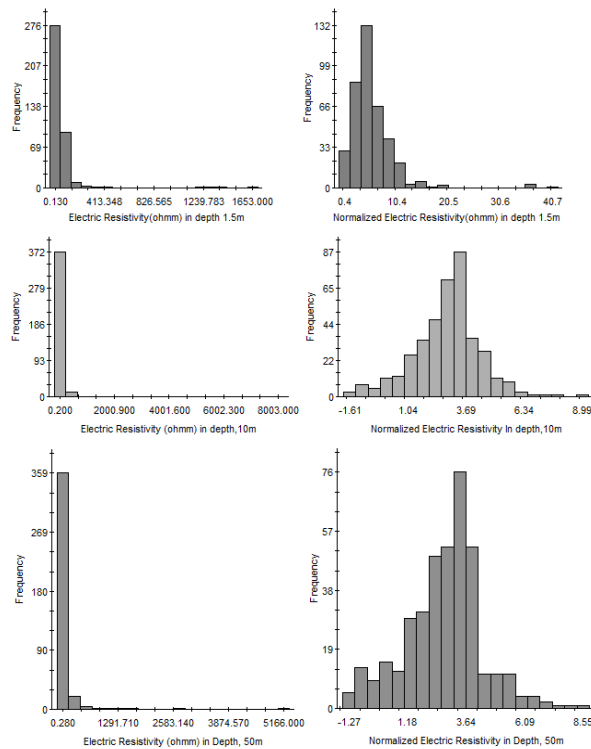 276
207
138
69
0
Frequency
0.130 413.348 826.565 1239.783 1653.000
Electric Resistivity(ohmm) in depth 1.5m
132
99
66
33
0
Frequency
0.4 10.4 20.5 30.6 40.7
Normalized Electric Resistivity(ohmm) in depth 1.5m
372
279
186
93
0
Frequency
0.200 2000.900 4001.600 6002.300 8003.000
Electric Resistivity (ohmm) in depth,10m
87
65
44
22
0
Frequency
-1.61 1.04 3.69 6.34 8.99
Normalized Electric Resistivity In depth,10m
359
269
180
90
0
Frequency
0.280 1291.710 2583.140 3874.570 5166.000
Electric Resistivity (ohmm) in Depth, 50m
76
57
38
19
0
Frequency
-1.27 1.18 3.64 6.09 8.55
Normalized Electric Resistivity in Depth, 50m